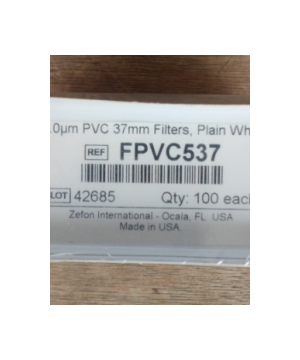 .0µm PVC 37mm Filters, Plain Wh
REF FPVC537
LOT 42685 Qty: 100 each
Zefon International - Ocala, FL USA
Made in USA